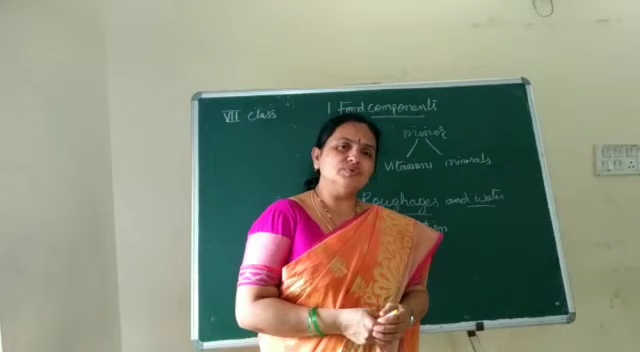 VII class
1 Food components
minor
vitamins minerals
Roughages and water